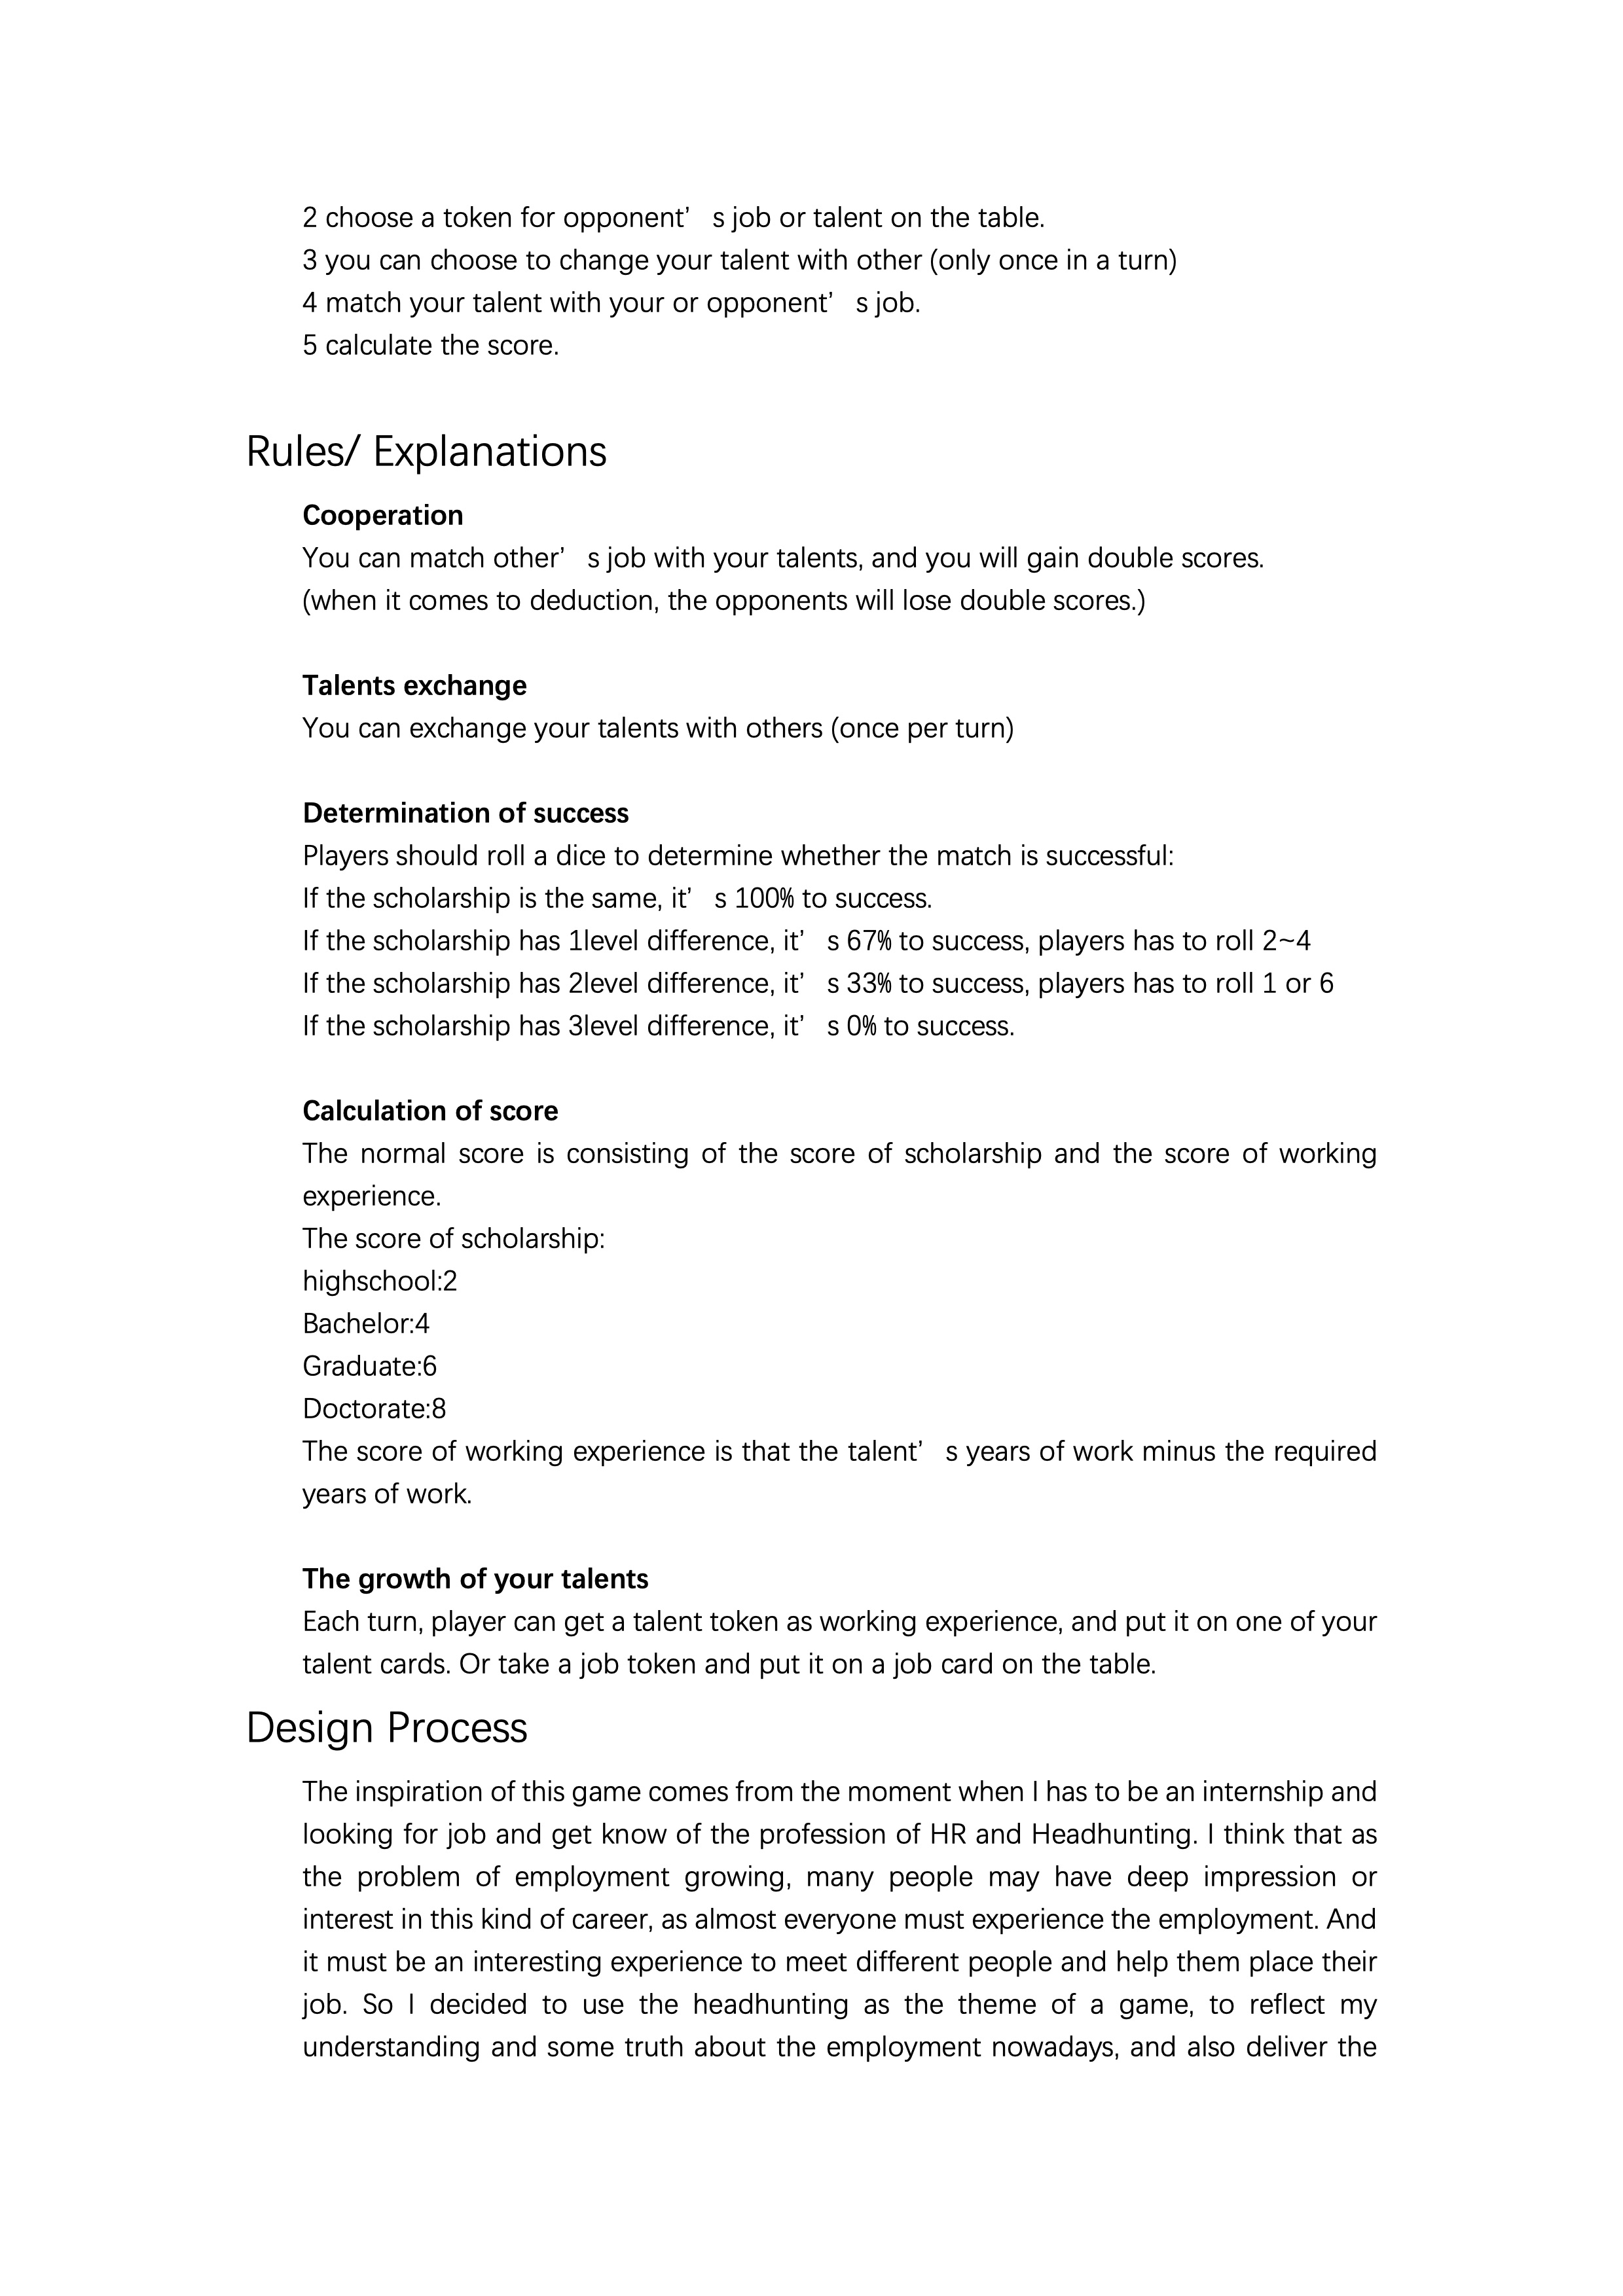 2 choose a token for opponent’s job or talent on the table.
3 you can choose to change your talent with other (only once in a turn)
4 match your talent with your or opponent’s job.
5 calculate the score.
Rules/ Explanations
Cooperation
You can match other’s job with your talents, and you will gain double scores.
(when it comes to deduction, the opponents will lose double scores.)
Talents exchange
You can exchange your talents with others (once per turn)
Determination of success
Players should roll a dice to determine whether the match is successful:
If the scholarship is the same, it’s 100% to success.
If the scholarship has 1level difference, it’s 67% to success, players has to roll 2~4
If the scholarship has 2level difference, it’s 33% to success, players has to roll 1 or 6
If the scholarship has 3level difference, it’s 0% to success.
Calculation of score
The normal score is consisting of the score of scholarship and the score of working
experience.
The score of scholarship:
highschool:2
Bachelor:4
Graduate:6
Doctorate:8
The score of working experience is that the talent’s years of work minus the required
years of work.
The growth of your talents
Each turn, player can get a talent token as working experience, and put it on one of your
talent cards. Or take a job token and put it on a job card on the table.
Design Process
The inspiration of this game comes from the moment when I has to be an internship and
looking for job and get know of the profession of HR and Headhunting. I think that as
the problem of employment growing, many people may have deep impression or
interest in this kind of career, as almost everyone must experience the employment. And
it must be an interesting experience to meet different people and help them place their
job. So I decided to use the headhunting as the theme of a game, to reflect my
understanding and some truth about the employment nowadays, and also deliver the